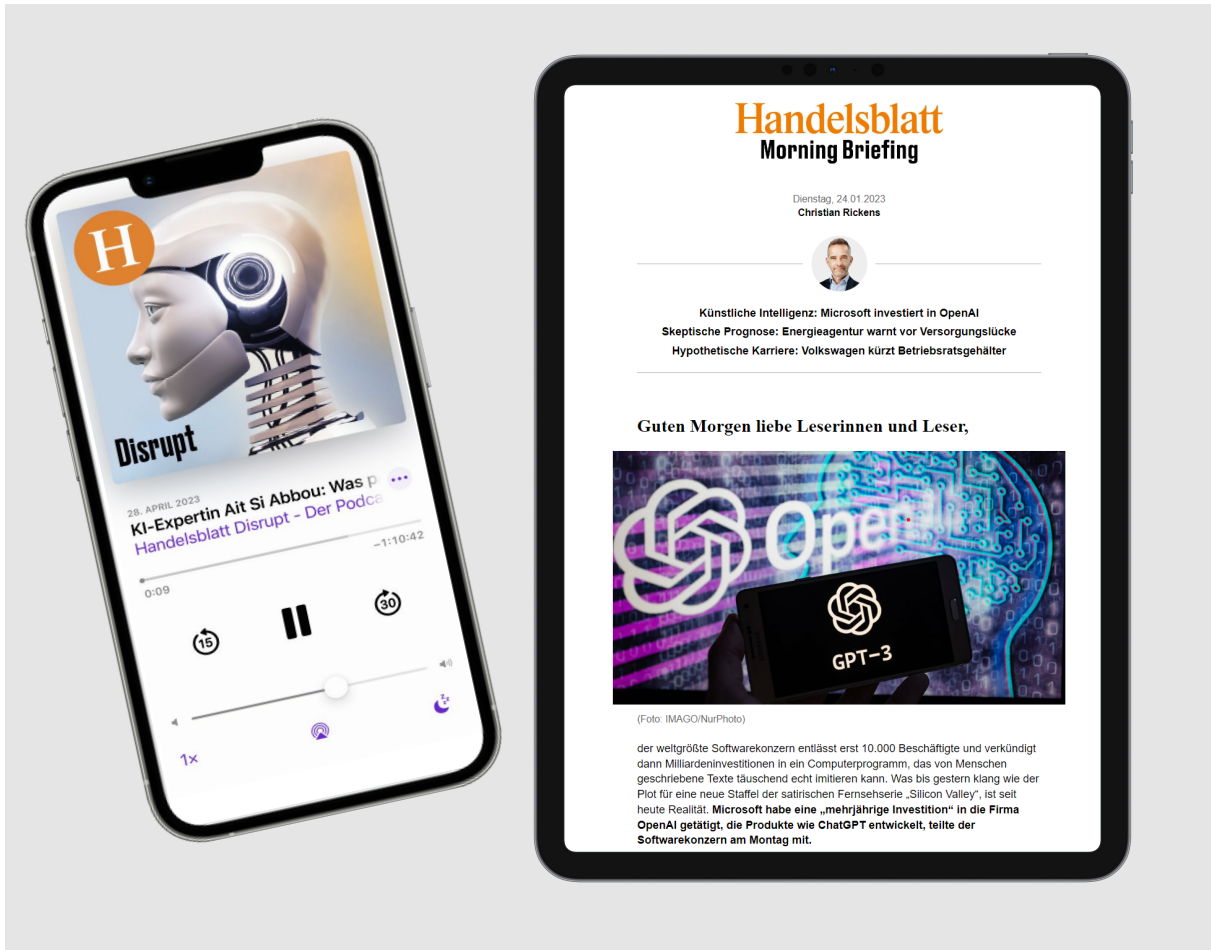 H
Disrupt
28. APRIL 2023
KI-Expertin Ait Si Abbou: Was p
Handelsblatt Disrupt - Der Podca
0:09
–1:10:42
15
30
1×
Handelsblatt
Morning Briefing
Dienstag, 24.01.2023
Christian Rickens
Künstliche Intelligenz: Microsoft investiert in OpenAI
Skeptische Prognose: Energieagentur warnt vor Versorgungslücke
Hypothetische Karriere: Volkswagen kürzt Betriebsratsgehälter
Guten Morgen liebe Leserinnen und Leser,
OpenAI
GPT-3
(Foto: IMAGO/NurPhoto)
der weltgrößte Softwarekonzern entlässt erst 10.000 Beschäftigte und verkündigt
dann Milliardeninvestitionen in ein Computerprogramm, das von Menschen
geschriebene Texte täuschend echt imitieren kann. Was bis gestern klang wie der
Plot für eine neue Staffel der satirischen Fernsehserie „Silicon Valley“, ist seit
heute Realität. Microsoft habe eine „mehrjährige Investition“ in die Firma
OpenAI getätigt, die Produkte wie ChatGPT entwickelt, teilte der
Softwarekonzern am Montag mit.